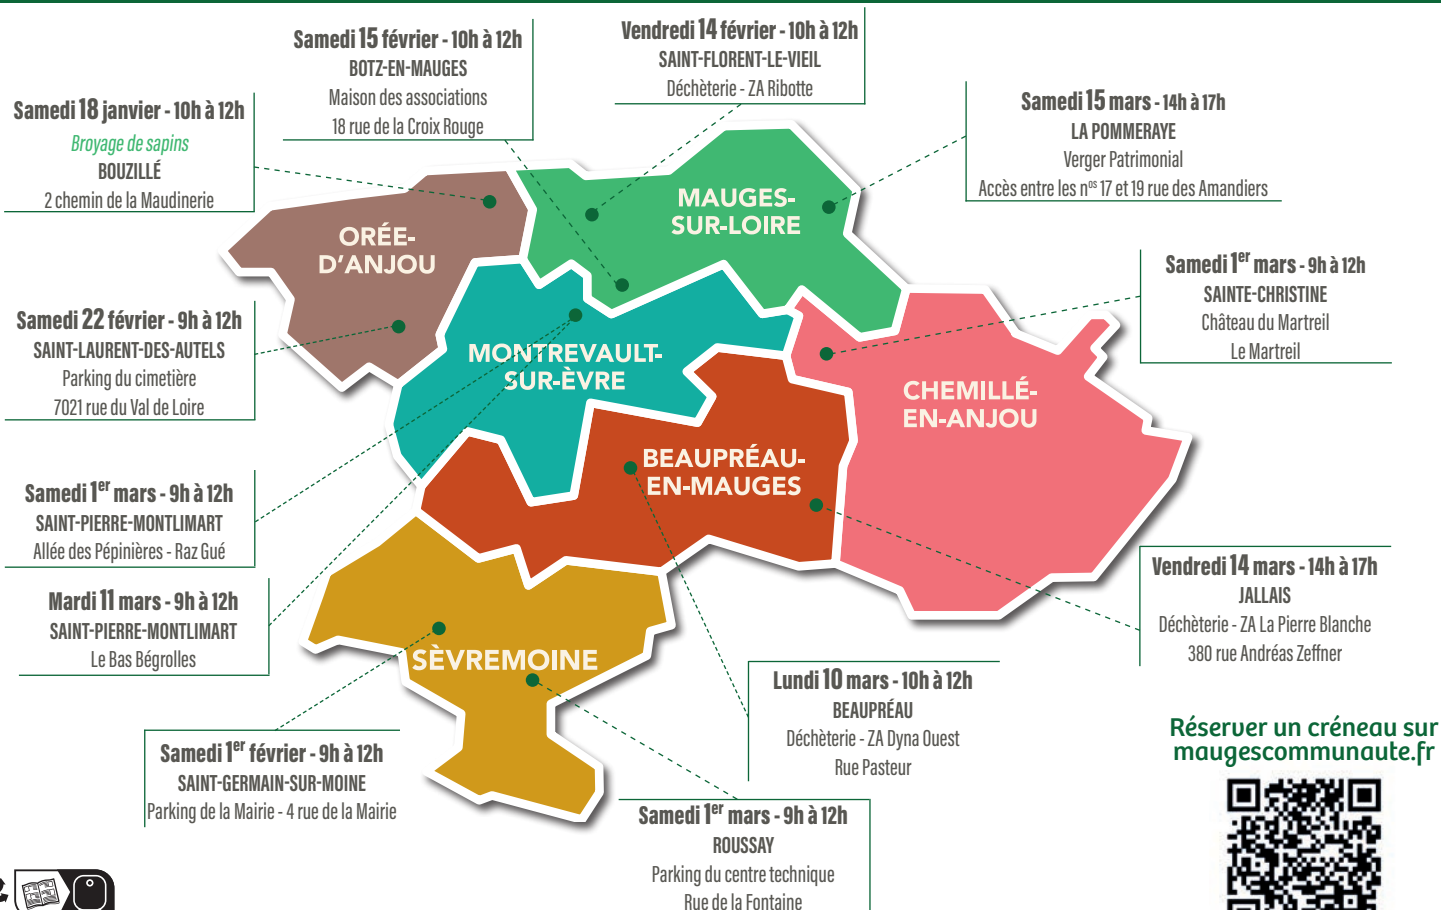 Samedi 15 février - 10h à 12h
BOTZ-EN-MAUGES
Maison des associations
18 rue de la Croix Rouge
Vendredi 14 février - 10h à 12h
SAINT-FLORENT-LE-VIEIL
Déchèterie - ZA Ribotte
Samedi 18 janvier - 10h à 12h
Broyage de sapins
BOUZILLÉ
2 chemin de la Maudinerie
Samedi 15 mars - 14h à 17h
LA POMMERAYE
Verger Patrimonial
Accès entre les nos 17 et 19 rue des Amandiers
MAUGES-
SUR-LOIRE
ORÉE-
D'ANJOU
Samedi 1er mars - 9h à 12h
SAINTE-CHRISTINE
Château du Martreil
Le Martreil
Samedi 22 février - 9h à 12h
SAINT-LAURENT-DES-AUTELS
Parking du cimetière
7021 rue du Val de Loire
MONTREVAULT-
SUR-ÈVRE
CHEMILLÉ-
EN-ANJOU
BEAUPRÉAU-
EN-MAUGES
Samedi 1er mars - 9h à 12h
SAINT-PIERRE-MONTLIMART
Allée des Pépinières - Raz Gué
Mardi 11 mars - 9h à 12h
SAINT-PIERRE-MONTLIMART
Le Bas Bégrolles
Vendredi 14 mars - 14h à 17h
JALLAIS
Déchèterie - ZA La Pierre Blanche
380 rue Andréas Zeffner
SÈVREMOINE
Lundi 10 mars - 10h à 12h
BEAUPRÉAU
Déchèterie - ZA Dyna Ouest
Rue Pasteur
Samedi 1er février - 9h à 12h
SAINT-GERMAIN-SUR-MOINE
Parking de la Mairie - 4 rue de la Mairie
Samedi 1er mars - 9h à 12h
ROUSSAY
Parking du centre technique
Rue de la Fontaine
Réserver un créneau sur
maugescommunaute.fr